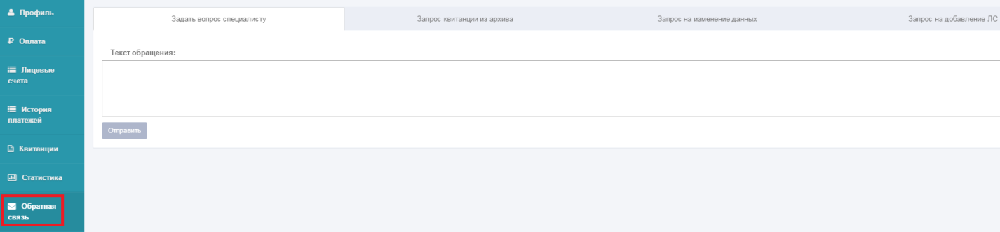 Профиль
Оплата
Лицевые
счета
История
платежей
Квитанции
Статистика
Обратная
связь
Задать вопрос специалисту
Запрос квитанции из архива
Запрос на изменение данных
Запрос на добавление ЛС
Текст обращения:
Отправить